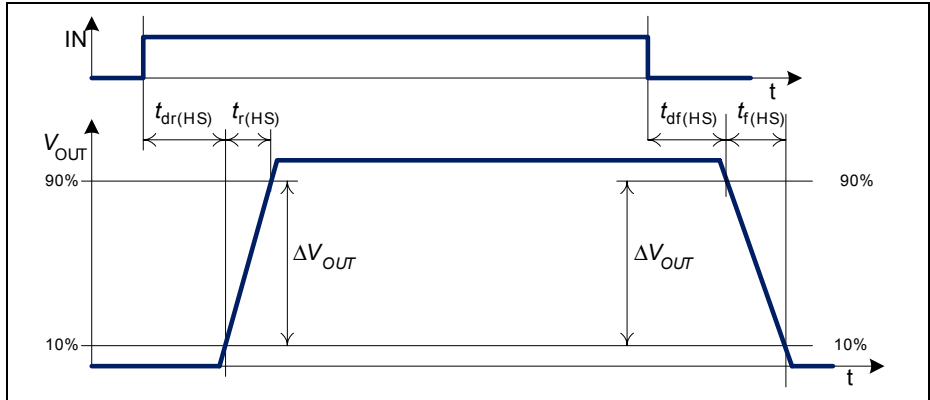 IN
t
tdr(HS) tr(HS) tdf(HS) tf(HS)
VOUT
90% 90%
ΔVOUT ΔVOUT
10% 10%
t